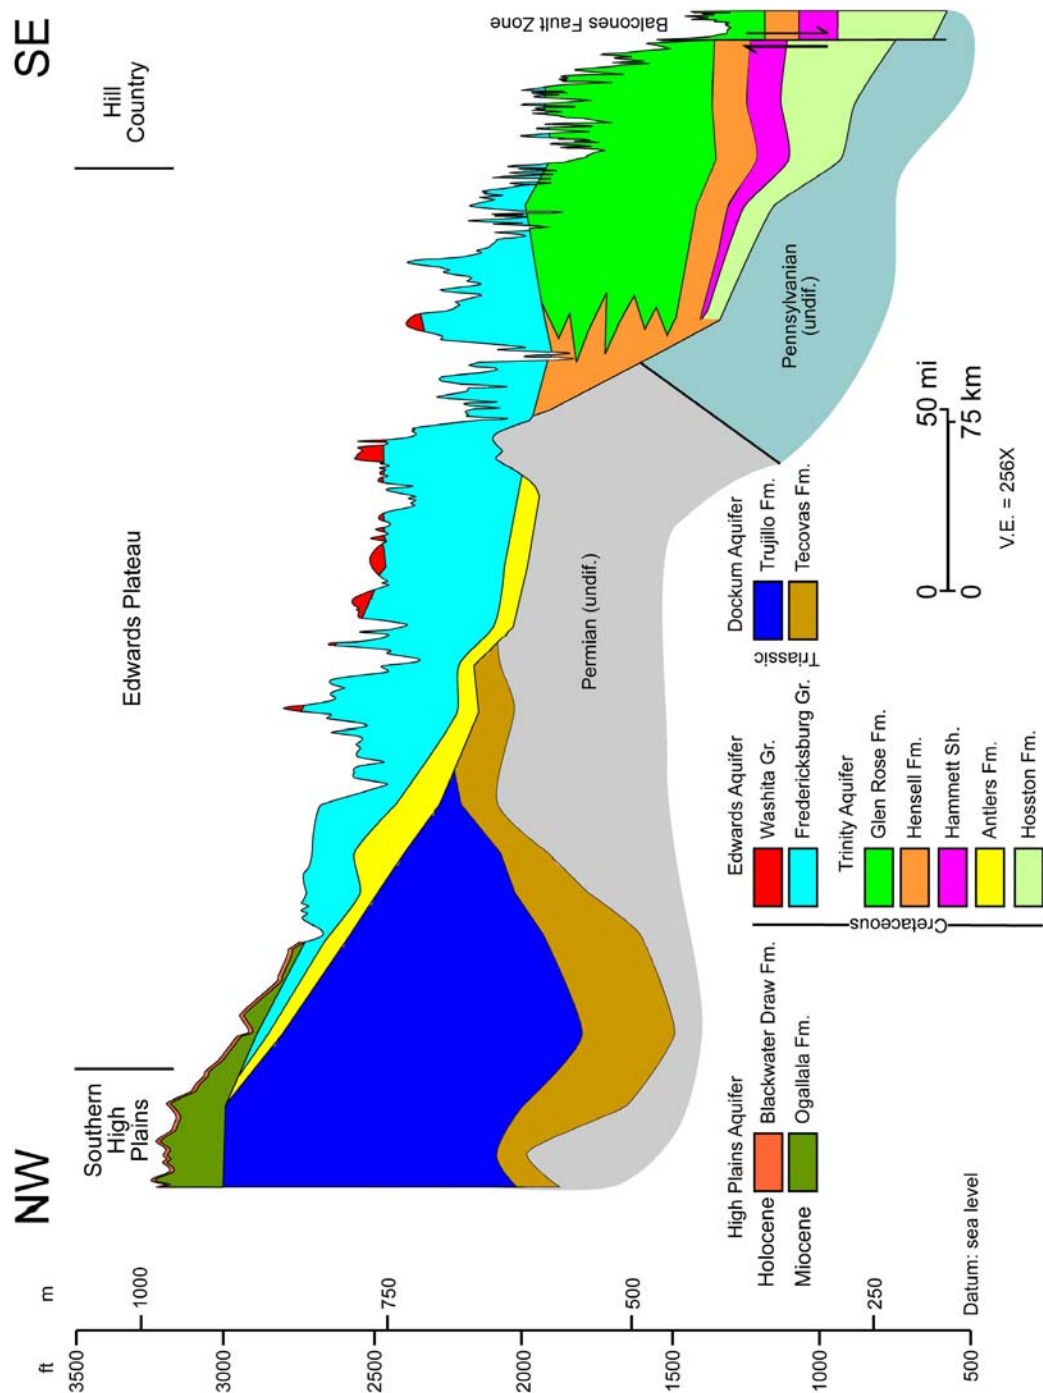 NW
SE
Southern
High
Plains
Edwards Plateau
Hill
Country
Balcones Fault Zone
ft
m
3500
3000
2500
2000
1500
1000
500
1000
750
500
250
Permian (undif.)
Pennsylvanian
(undif.)
High Plains Aquifer
Holocene
Blackwater Draw Fm.
Miocene
Ogallala Fm.
Cretaceous
Edwards Aquifer
Washita Gr.
Fredericksburg Gr.
Trinity Aquifer
Glen Rose Fm.
Hensell Fm.
Hammett Sh.
Antlers Fm.
Hosston Fm.
Triassic
Dockum Aquifer
Trujillo Fm.
Tecovas Fm.
0
50 mi
0
75 km
V.E. = 256X
Datum: sea level